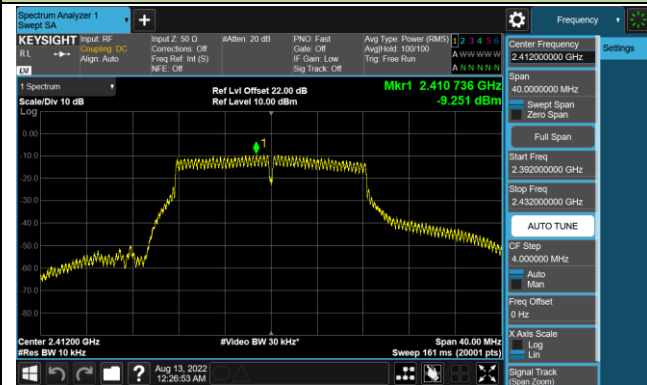 Spectrum Analyzer 1
Swept SA
Frequency
KEYSIGHT
RL
LXI
Input: RF
Coupling: DC
Align: Auto
Input Z: 50 Ω
Corrections: Off
Freq Ref: Int (S)
NFE: Off
#Atten: 20 dB
PNO: Fast
Gate: Off
IF Gain: Low
Sig Track: Off
Avg Type: Power (RMS)
Avg|Hold: 100/100
Trig: Free Run
1 2 3 4 5 6
A W W W W W
A N N N N N
1 Spectrum
Scale/Div 10 dB
Log
Ref Lvl Offset 22.00 dB
Ref Level 10.00 dBm
Mkr1 2.410 736 GHz
-9.251 dBm
1
0.00
-10.0
-20.0
-30.0
-40.0
-50.0
-60.0
-70.0
-80.0
Center 2.41200 GHz
#Res BW 10 kHz
#Video BW 30 kHz*
Span 40.00 MHz
Sweep 161 ms (20001 pts)
Center Frequency
2.412000000 GHz
Settings
Span
40.0000000 MHz
Swept Span
Zero Span
Full Span
Start Freq
2.392000000 GHz
Stop Freq
2.432000000 GHz
AUTO TUNE
CF Step
4.000000 MHz
Auto
Man
Freq Offset
0 Hz
X Axis Scale
Log
Lin
Signal Track
(Span Zoom)
?
Aug 13, 2022
12:26:53 AM